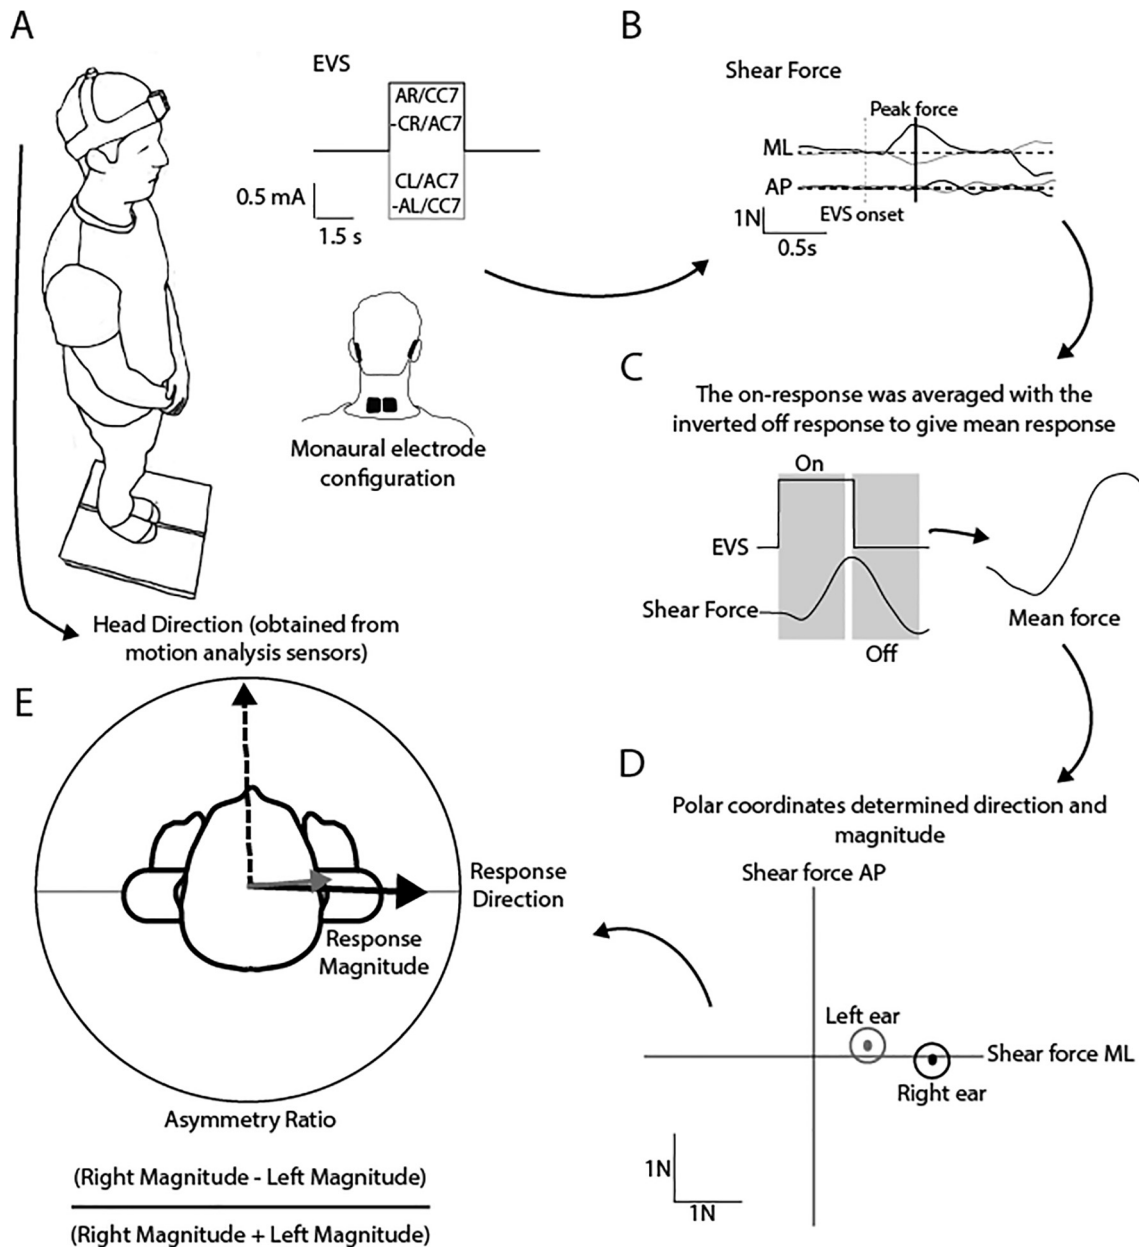 A
EVS
AR/CC7
-CR/AC7
CL/AC7
-AL/CC7
0.5 mA
1.5 s
Monaural electrode
configuration
Head Direction (obtained from
motion analysis sensors)
B
Shear Force
Peak force
ML
AP
1N
EVS onset
0.5s
C
The on-response was averaged with the
inverted off response to give mean response
On
EVS
Shear Force
Off
Mean force
D
Polar coordinates determined direction and
magnitude
Shear force AP
Left ear
Shear force ML
Right ear
1N
1N
E
Response
Direction
Response
Magnitude
Asymmetry Ratio
(Right Magnitude - Left Magnitude)
(Right Magnitude + Left Magnitude)